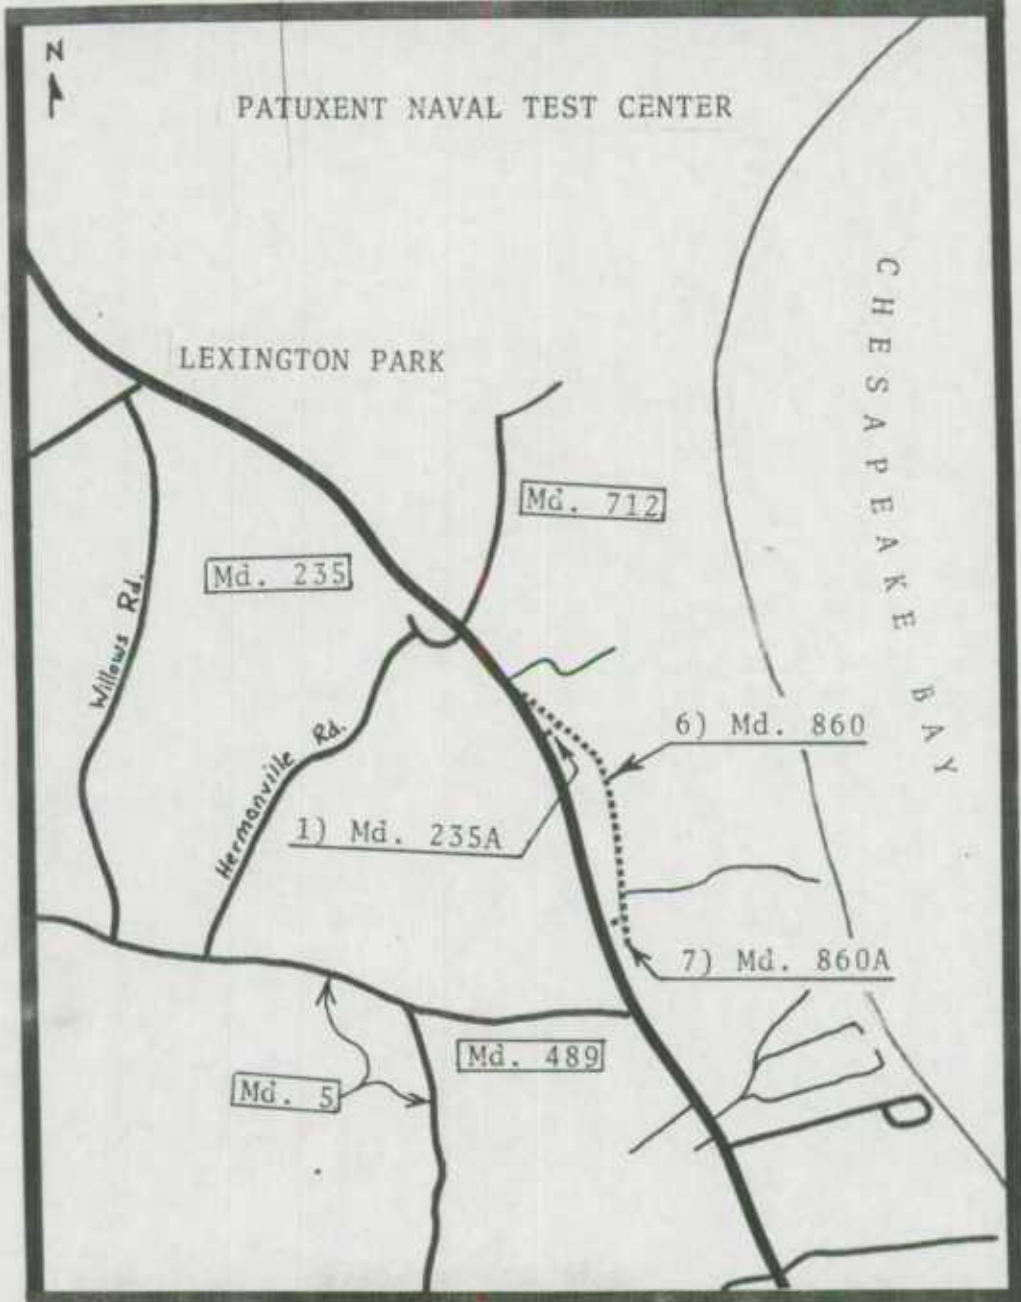 N
PATUXENT NAVAL TEST CENTER
LEXINGTON PARK
CHESAPEAKE BAY
Md. 712
Md. 235
Willows Rd.
Hermanville Rd.
6) Md. 860
1) Md. 235A
7) Md. 860A
Md. 489
Md. 5